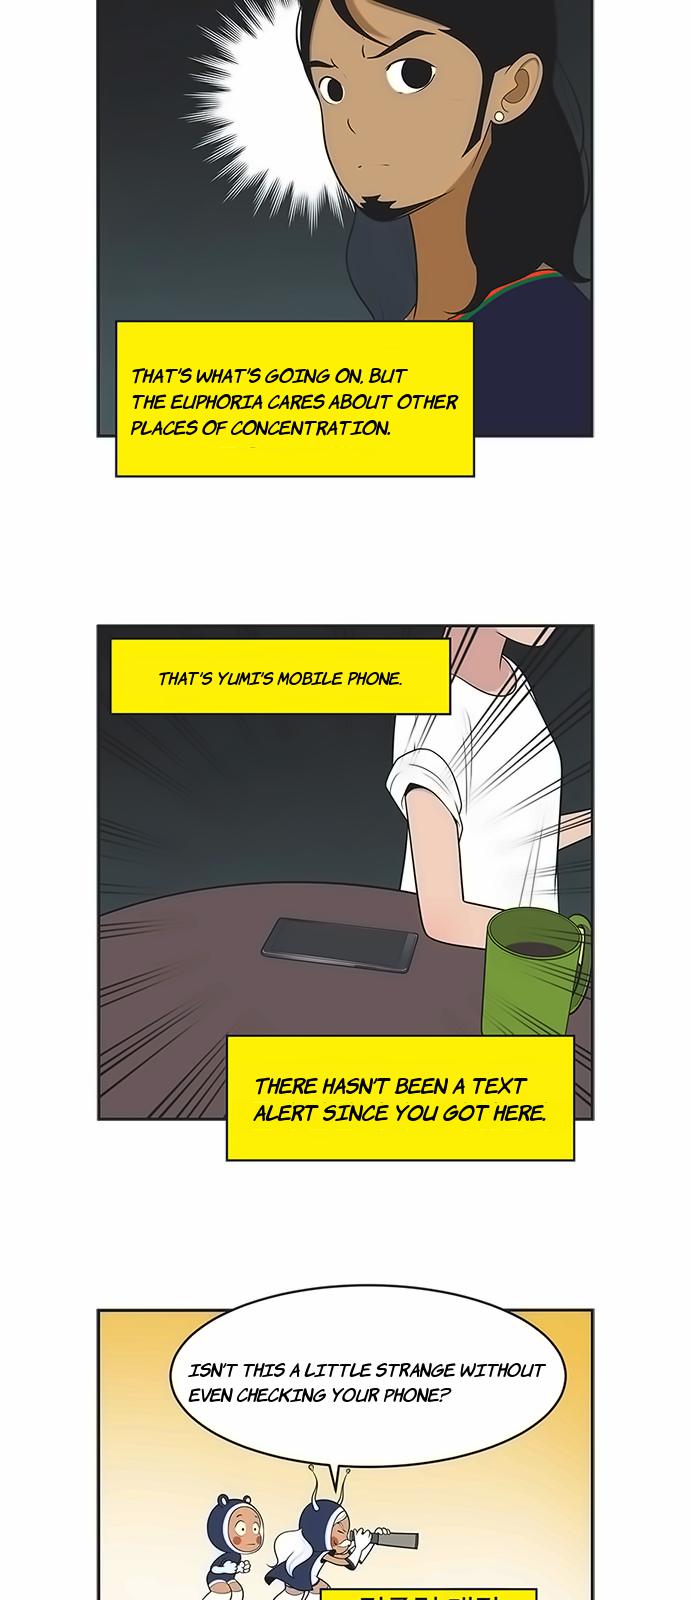 THAT'S WHAT'S GOING ON, BUT
THE EUPHORIA CARES ABOUT OTHER
PLACES OF CONCENTRATION.
THAT'S YUMI'S MOBILE PHONE.
THERE HASN'T BEEN A TEXT
ALERT SINCE YOU GOT HERE.
ISN'T THIS A LITTLE STRANGE WITHOUT
EVEN CHECKING YOUR PHONE?